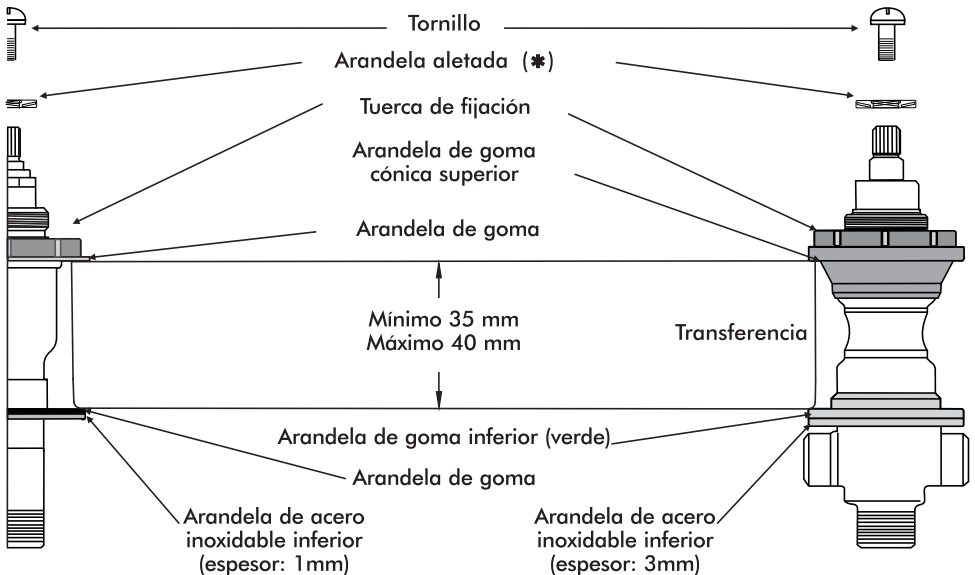 Tornillo
Arandela aletada (✱)
Tuerca de fijación
Arandela de goma
cónica superior
Arandela de goma
Mínimo 35 mm
Máximo 40 mm
Transferencia
Arandela de goma inferior (verde)
Arandela de goma
Arandela de acero
inoxidable inferior
(espesor: 1mm)
Arandela de acero
inoxidable inferior
(espesor: 3mm)